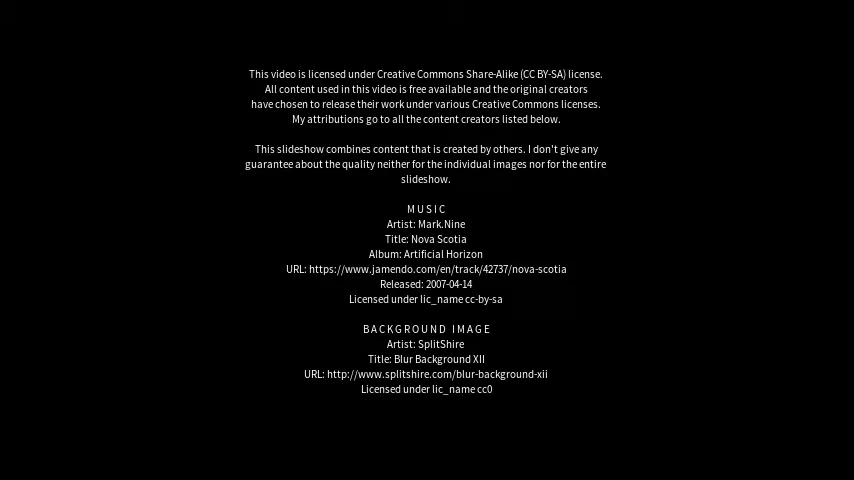 This video is licensed under Creative Commons Share-Alike (CC BY-SA) license.
All content used in this video is free available and the original creators
have chosen to release their work under various Creative Commons licenses.
My attributions go to all the content creators listed below.
This slideshow combines content that is created by others. I don't give any
guarantee about the quality neither for the individual images nor for the entire
slideshow.
MUSIC
Artist: Mark.Nine
Title: Nova Scotia
Album: Artificial Horizon
URL: https://www.jamendo.com/en/track/42737/nova-scotia
Released: 2007-04-14
Licensed under lic_name cc-by-sa
BACKGROUND IMAGE
Artist: SplitShire
Title: Blur Background XII
URL: http://www.splitshire.com/blur-background-xii
Licensed under lic_name cc0